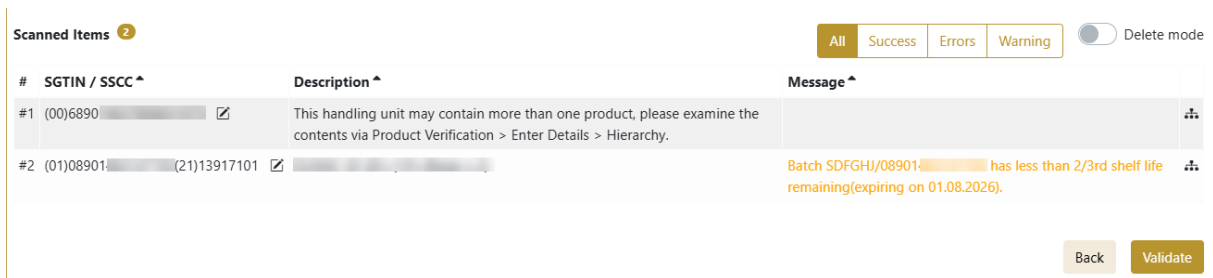 Scanned Items 2
All Success Errors Warning Delete mode
# SGTIN / SSCC Description Message
#1 (00)6890 This handling unit may contain more than one product, please examine the
contents via Product Verification > Enter Details > Hierarchy.
#2 (01)08901 (21)13917101 Batch SDFGHJ/08901 has less than 2/3rd shelf life
remaining(expiring on 01.08.2026).
Back Validate